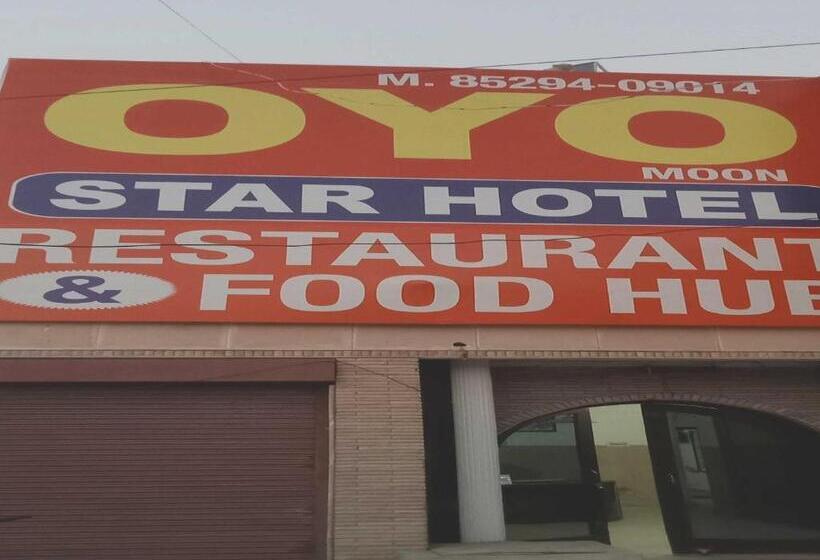 M. 85294-09014
OYO
MOON
STAR HOTEL
RESTAURANT
& FOOD HUB